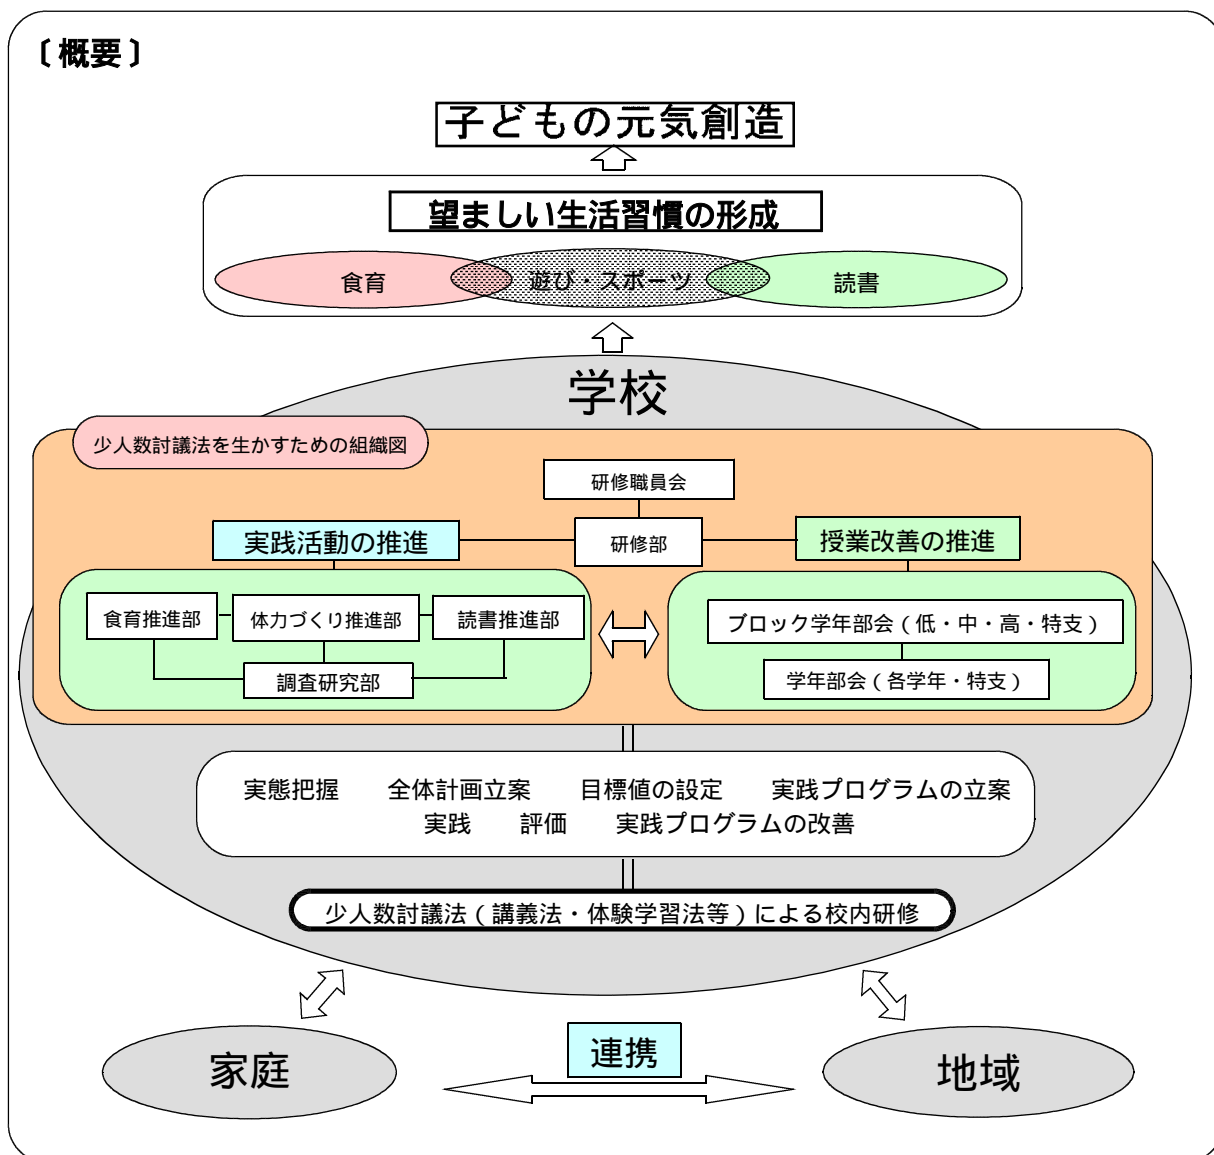 〔概要〕
子どもの元気創造
望ましい生活習慣の形成
食育
遊び・スポーツ
読書
学校
少人数討議法を生かすための組織図
研修職員会
実践活動の推進
研修部
授業改善の推進
食育推進部
体力づくり推進部
読書推進部
調査研究部
ブロック学年部会(低・中・高・特支)
学年部会(各学年・特支)
実態把握 全体計画立案 目標値の設定 実践プログラムの立案
実践 評価 実践プログラムの改善
少人数討議法(講義法・体験学習法等)による校内研修
家庭
連携
地域